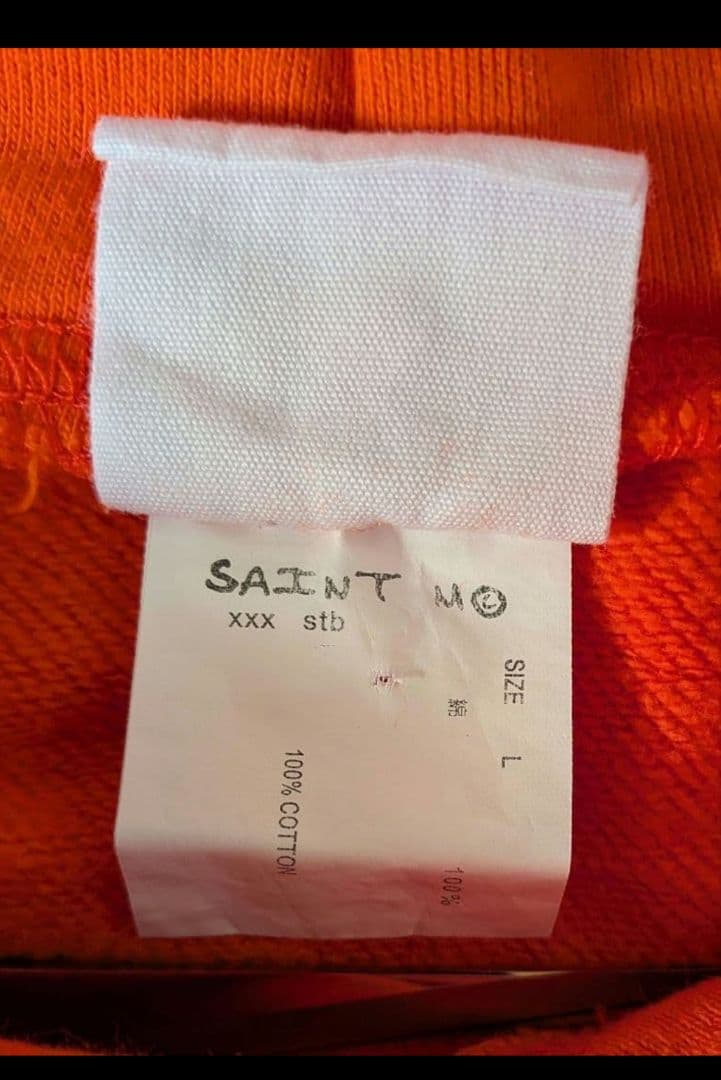 SAINT M©
xxx stb
SIZE L
綿 100%
100% COTTON